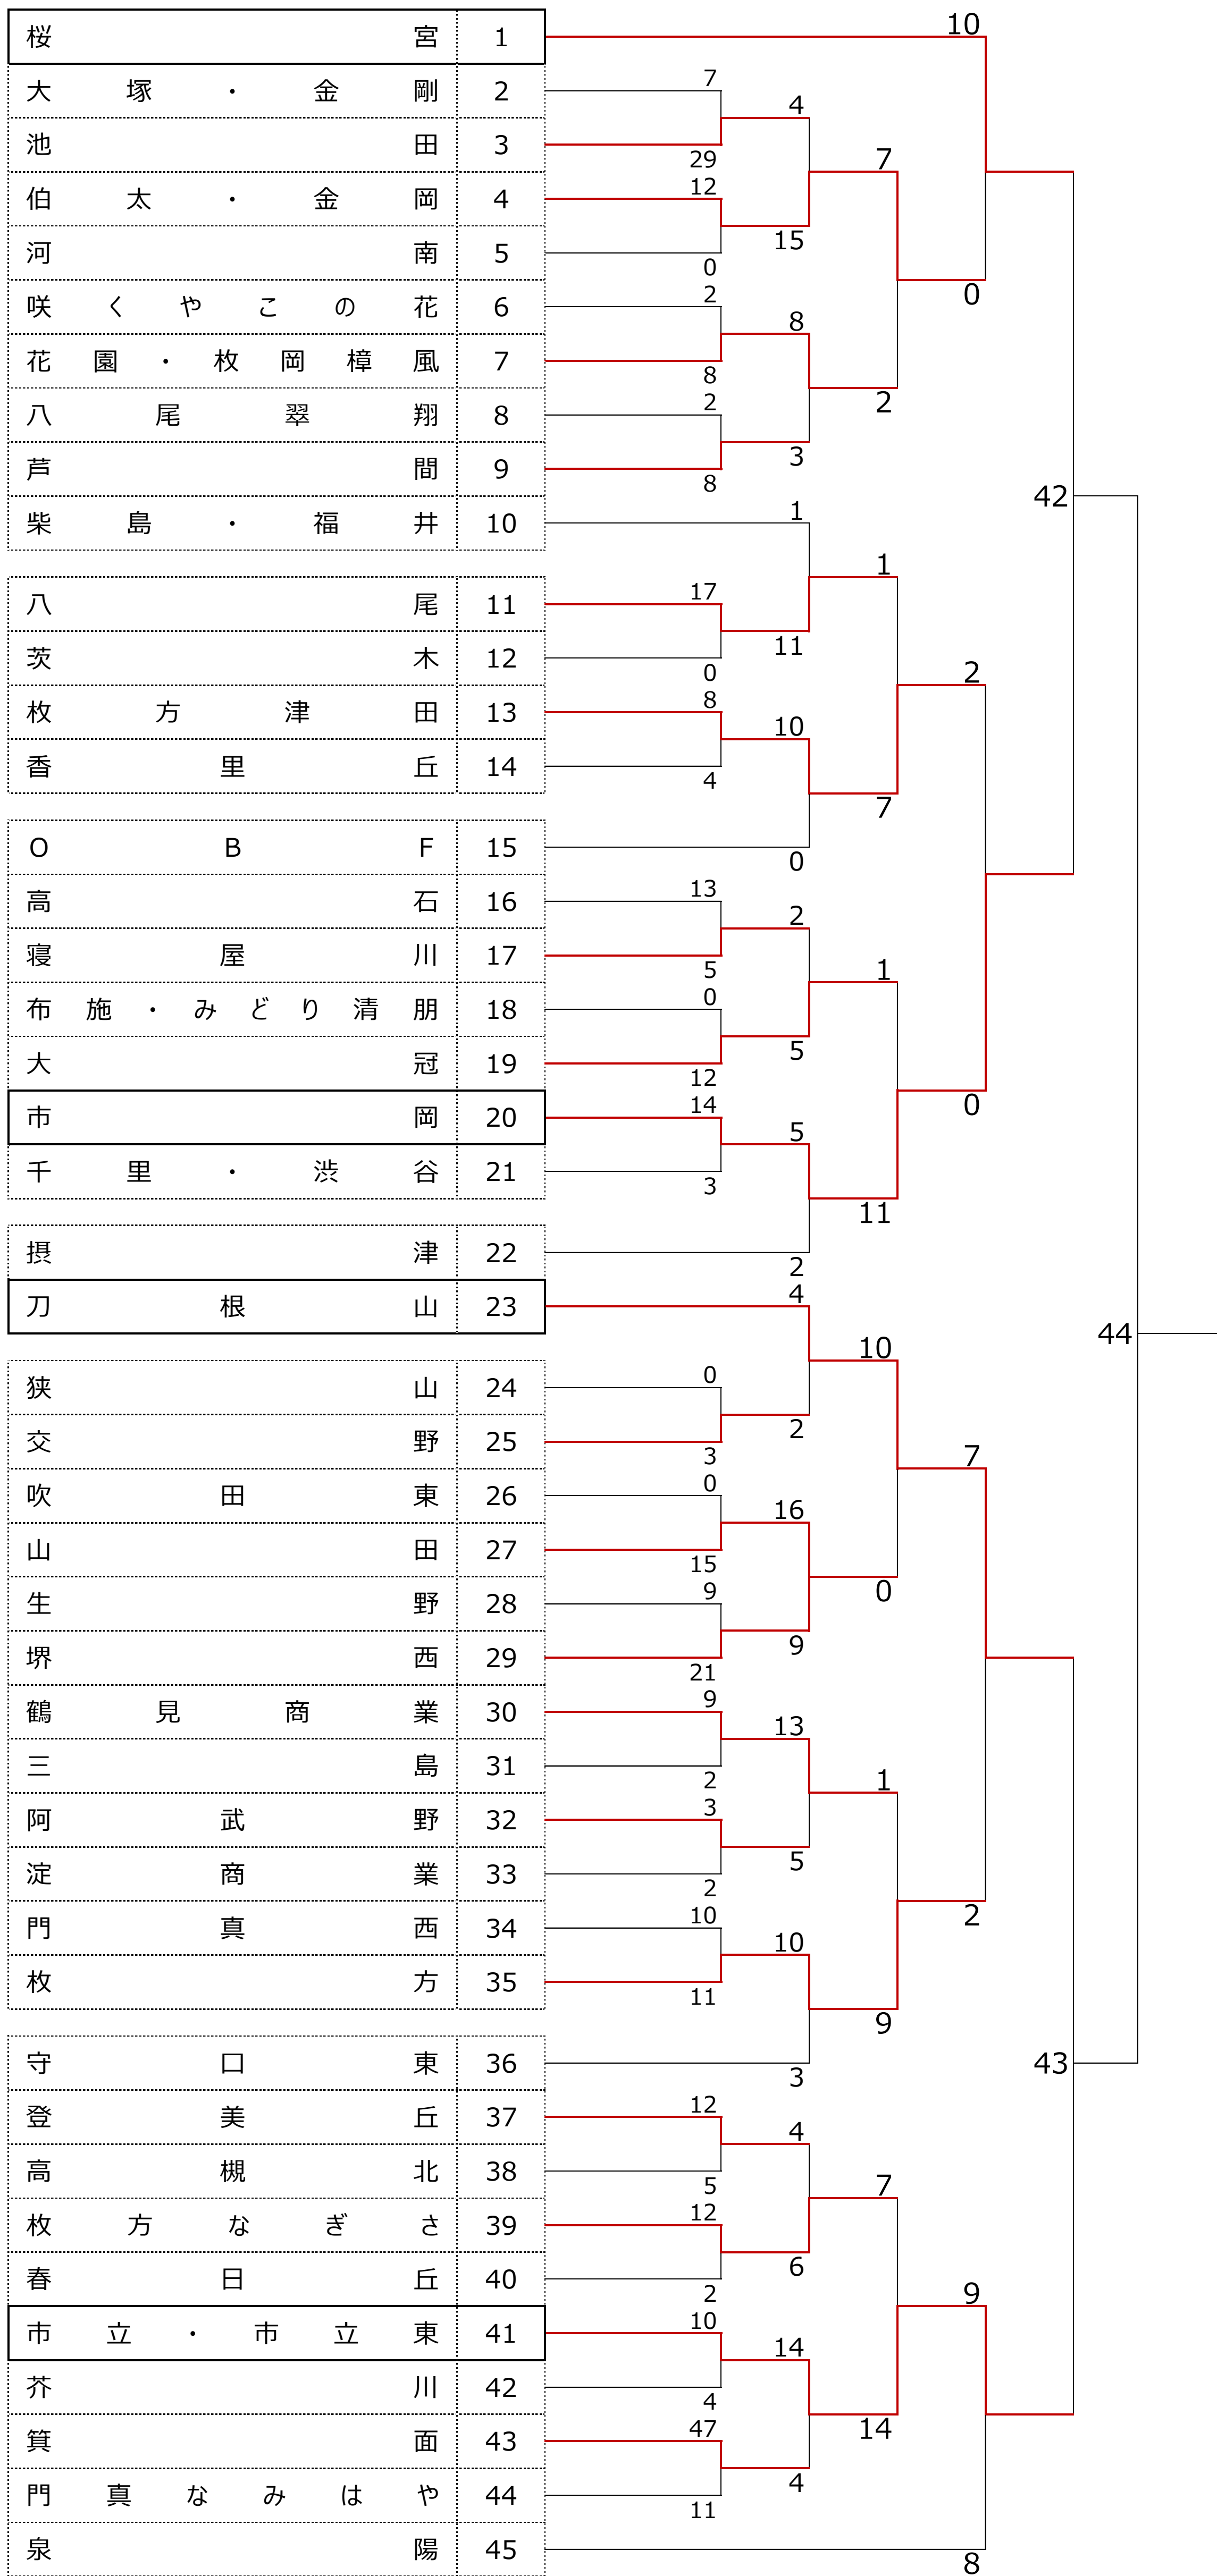 桜宮 1
大塚・金剛 2
池田 3
伯太・金岡 4
河南 5
咲くやこの花 6
花園・枚岡樟風 7
八尾翠翔 8
芦間 9
柴島・福井 10
八尾 11
茨木 12
枚方津田 13
香里丘 14
OBF 15
高石 16
寝屋川 17
布施・みどり清朋 18
大冠 19
市岡 20
千里・渋谷 21
摂津 22
刀根山 23
狭山 24
交野 25
吹田東 26
山田 27
生野 28
堺西 29
鶴見商業 30
三島 31
阿武野 32
淀商業 33
門真西 34
枚方 35
守口東 36
登美丘 37
高槻北 38
枚方なぎさ 39
春日丘 40
市立・市立東 41
芥川 42
箕面 43
門真なみはや 44
泉陽 45
7
29
12
0
2
8
2
8
17
0
8
4
13
5
0
12
14
3
0
3
0
15
9
21
9
2
3
2
10
11
12
5
12
2
10
4
47
11
4
15
8
3
1
11
10
0
2
5
5
2
4
2
16
9
13
5
10
3
4
6
14
4
7
2
1
7
1
11
10
0
1
9
7
14
10
0
2
0
7
2
9
8
42
43
44